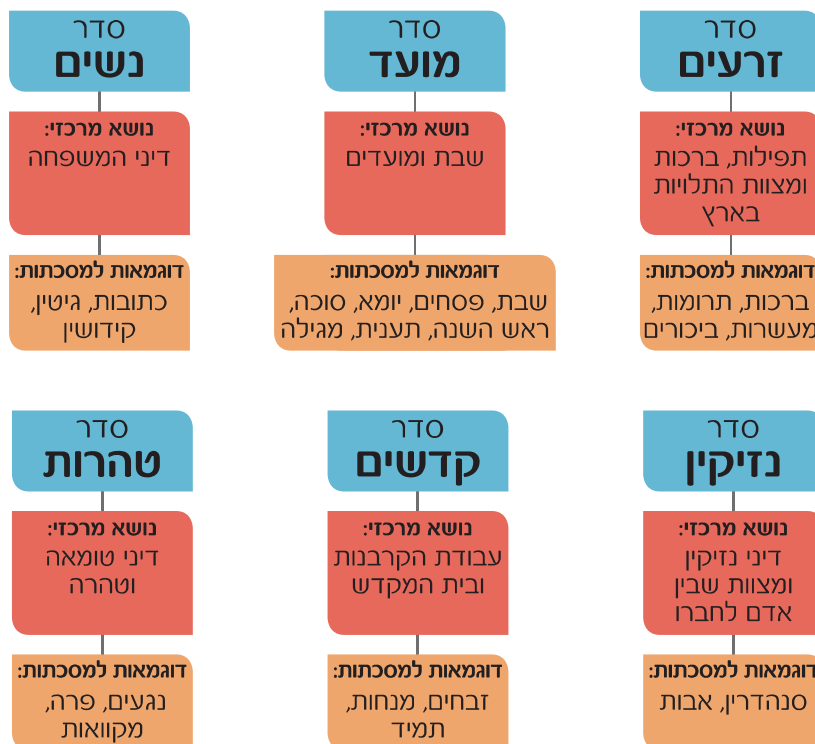 סדר
זרעים
נושא מרכזי:
תפילות, ברכות
ומצוות התלויות
בארץ
דוגמאות למסכתות:
ברכות, תרומות,
מעשרות, ביכורים
סדר
מועד
נושא מרכזי:
שבת ומועדים
דוגמאות למסכתות:
שבת, פסחים, יומא, סוכה,
ראש השנה, תענית, מגילה
סדר
נשים
נושא מרכזי:
דיני המשפחה
דוגמאות למסכתות:
כתובות, גיטין,
קידושין
סדר
נזיקין
נושא מרכזי:
דיני נזיקין
ומצוות שבין
אדם לחברו
דוגמאות למסכתות:
סנהדרין, אבות
סדר
קדשים
נושא מרכזי:
עבודת הקרבנות
ובית המקדש
דוגמאות למסכתות:
זבחים, מנחות,
תמיד
סדר
טהרות
נושא מרכזי:
דיני טומאה
וטהרה
דוגמאות למסכתות:
נגעים, פרה,
מקוואות